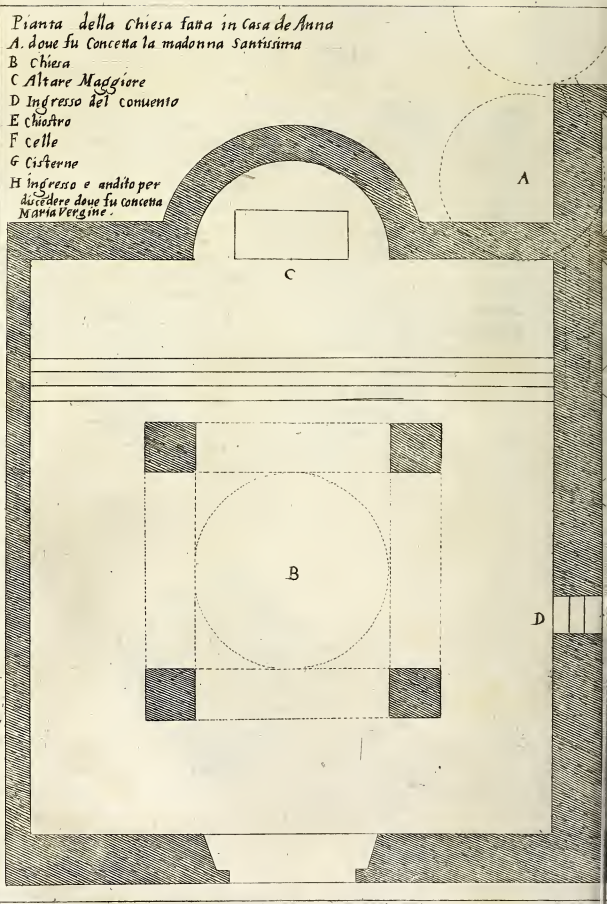 Pianta della Chiesa fatta in Casa de Anna
A. doue fu Concetta la madonna Santissima
B Chiesa
C Altare Maggiore
D Ingresso del conuento
E chiostro
F celle
G Cisterne
H ingresso e andito per
discedere doue fu concetta
Maria Vergine.
A
C
B
D